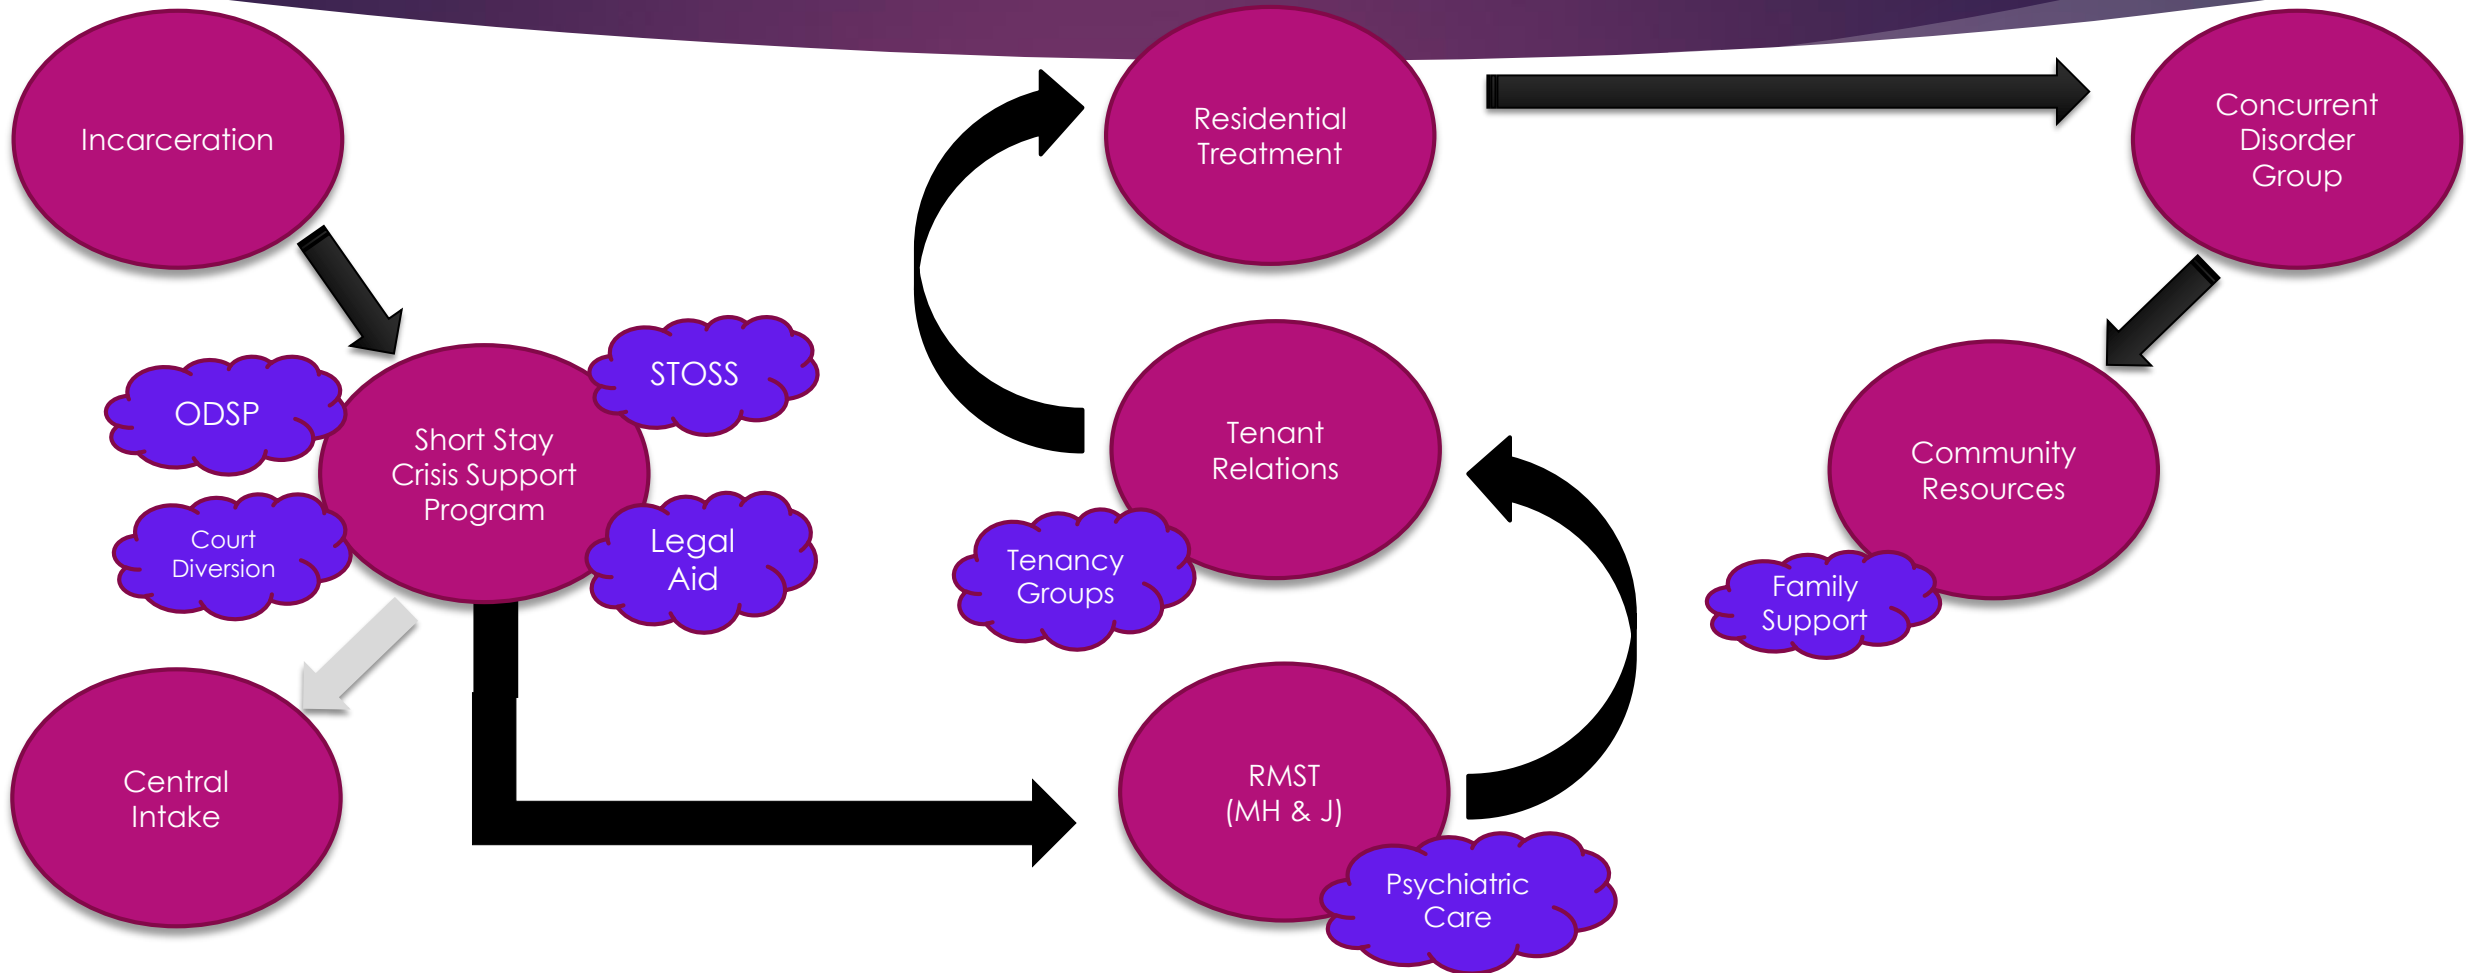 Incarceration
Residential
Treatment
Concurrent
Disorder
Group
STOSS
ODSP
Short Stay
Crisis Support
Program
Court
Diversion
Legal
Aid
Tenant
Relations
Tenancy
Groups
Community
Resources
Family
Support
Central
Intake
RMST
(MH & J)
Psychiatric
Care